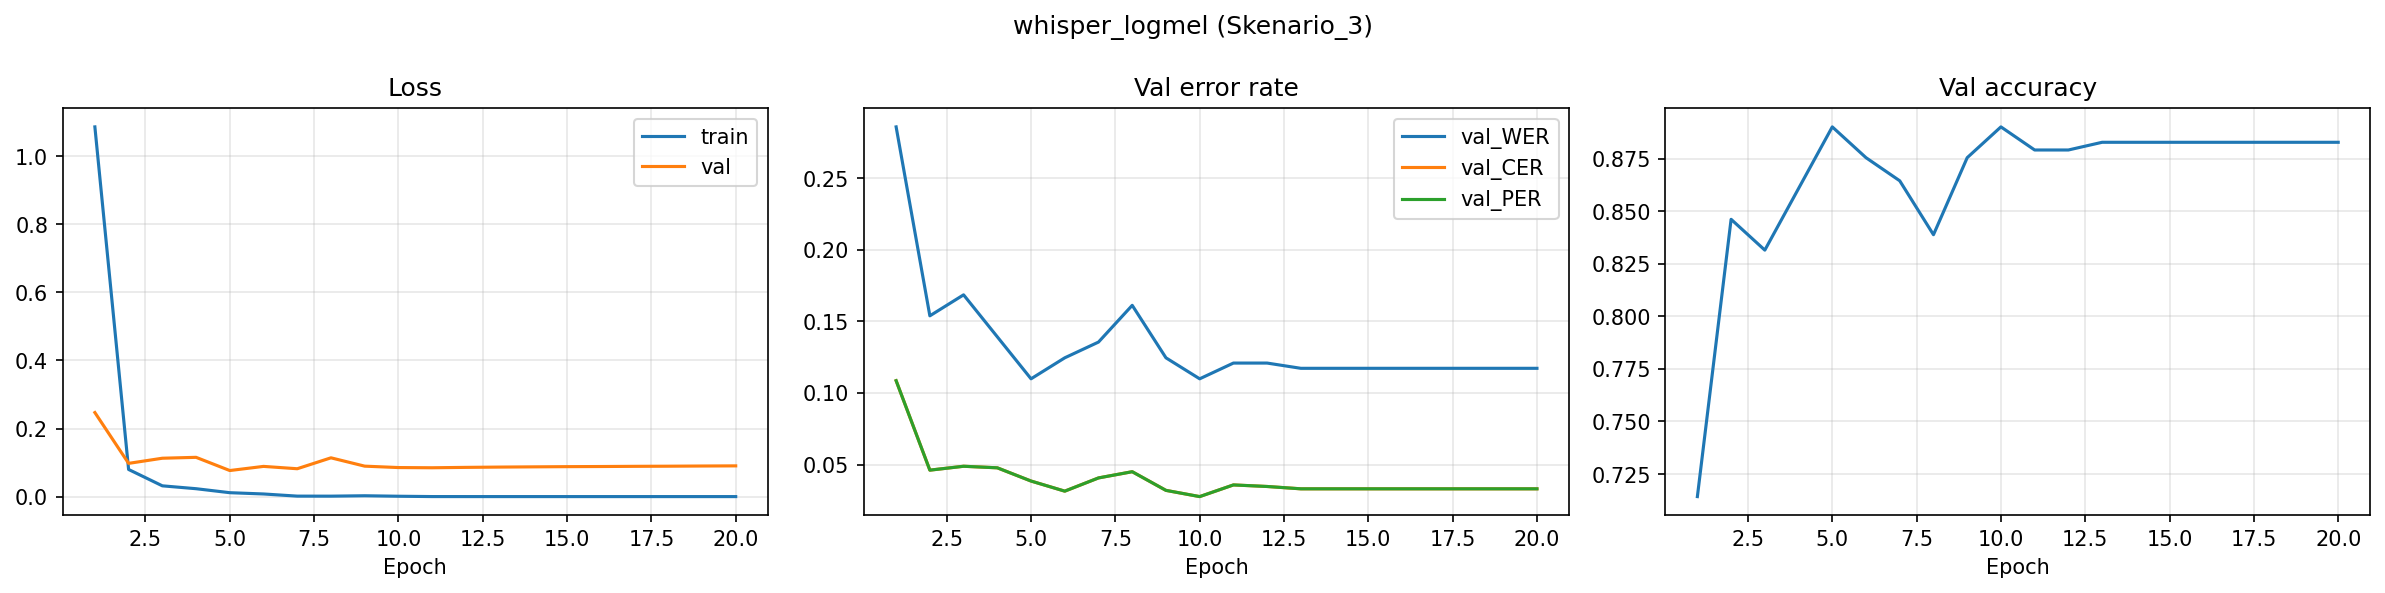 whisper_logmel (Skenario_3)
Loss
1.0
0.8
0.6
0.4
0.2
0.0
train
val
2.5 5.0 7.5 10.0 12.5 15.0 17.5 20.0
Epoch
Val error rate
0.25
0.20
0.15
0.10
0.05
val_WER
val_CER
val_PER
2.5 5.0 7.5 10.0 12.5 15.0 17.5 20.0
Epoch
Val accuracy
0.875
0.850
0.825
0.800
0.775
0.750
0.725
2.5 5.0 7.5 10.0 12.5 15.0 17.5 20.0
Epoch